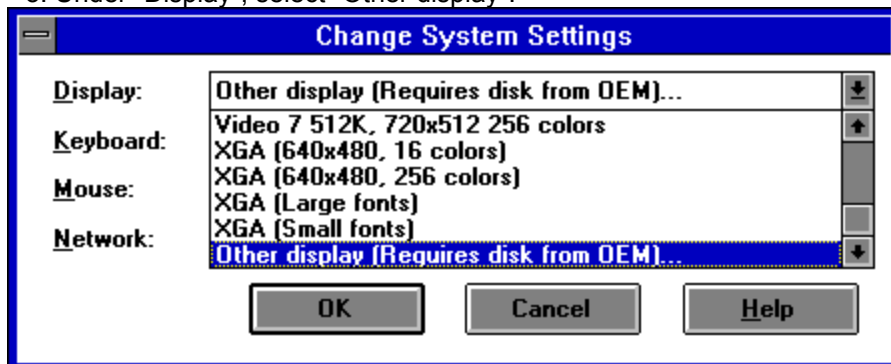 Under "Display", select "Other display".
Change System Settings
Display: Other display (Requires disk from OEM)...
Video 7 512K, 720x512 256 colors
Keyboard:
XGA (640x480, 16 colors)
XGA (640x480, 256 colors)
Mouse:
XGA (Large fonts)
XGA (Small fonts)
Network:
Other display (Requires disk from OEM)...
OK Cancel Help